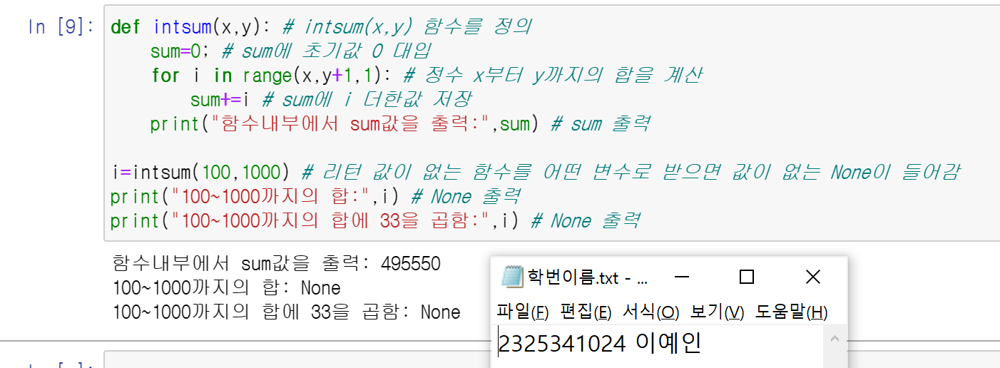 In [9]: def intsum(x,y): # intsum(x,y) 함수를 정의
sum=0; # sum에 초기값 0 대입
for i in range(x,y+1,1): # 정수 x부터 y까지의 합을 계산
sum+=i # sum에 i 더한값 저장
print("함수내부에서 sum값을 출력:",sum) # sum 출력
i=intsum(100,1000) # 리턴 값이 없는 함수를 어떤 변수로 받으면 값이 없는 None이 들어감
print("100~1000까지의 합:",i) # None 출력
print("100~1000까지의 합에 33을 곱함:",i) # None 출력
함수내부에서 sum값을 출력: 495550
100~1000까지의 합: None
100~1000까지의 합에 33을 곱함: None
학번이름.txt - ...
파일(F) 편집(E) 서식(O) 보기(V) 도움말(H)
2325341024 이예인